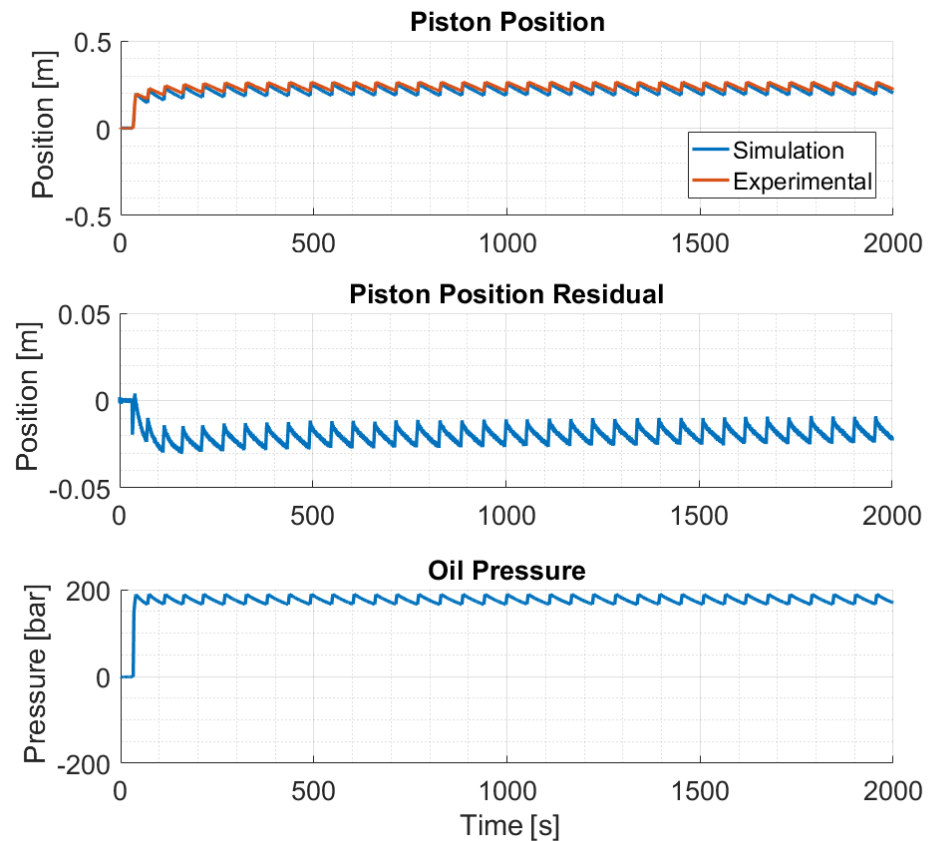 Piston Position
Position [m]
0.5
0
-0.5
0 500 1000 1500 2000
Simulation
Experimental
Piston Position Residual
Position [m]
0.05
0
-0.05
0 500 1000 1500 2000
Oil Pressure
Pressure [bar]
200
0
-200
0 500 1000 1500 2000
Time [s]